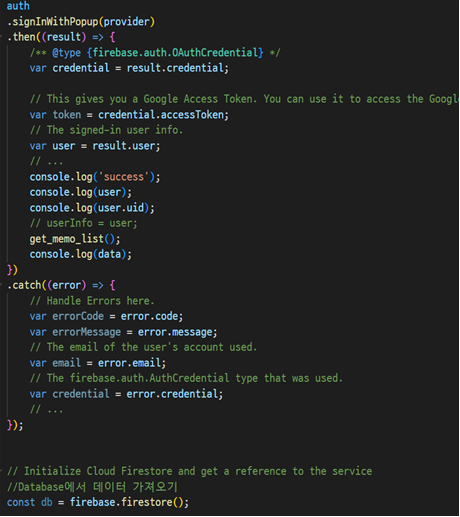 auth
.signInWithPopup(provider)
.then((result) => {
/** @type {firebase.auth.OAuthCredential} */
var credential = result.credential;
// This gives you a Google Access Token. You can use it to access the Googl
var token = credential.accessToken;
// The signed-in user info.
var user = result.user;
// ...
console.log('success');
console.log(user);
console.log(user.uid);
// userInfo = user;
get_memo_list();
console.log(data);
})
.catch((error) => {
// Handle Errors here.
var errorCode = error.code;
var errorMessage = error.message;
// The email of the user's account used.
var email = error.email;
// The firebase.auth.AuthCredential type that was used.
var credential = error.credential;
// ...
});
// Initialize Cloud Firestore and get a reference to the service
//Database에서 데이터 가져오기
const db = firebase.firestore();